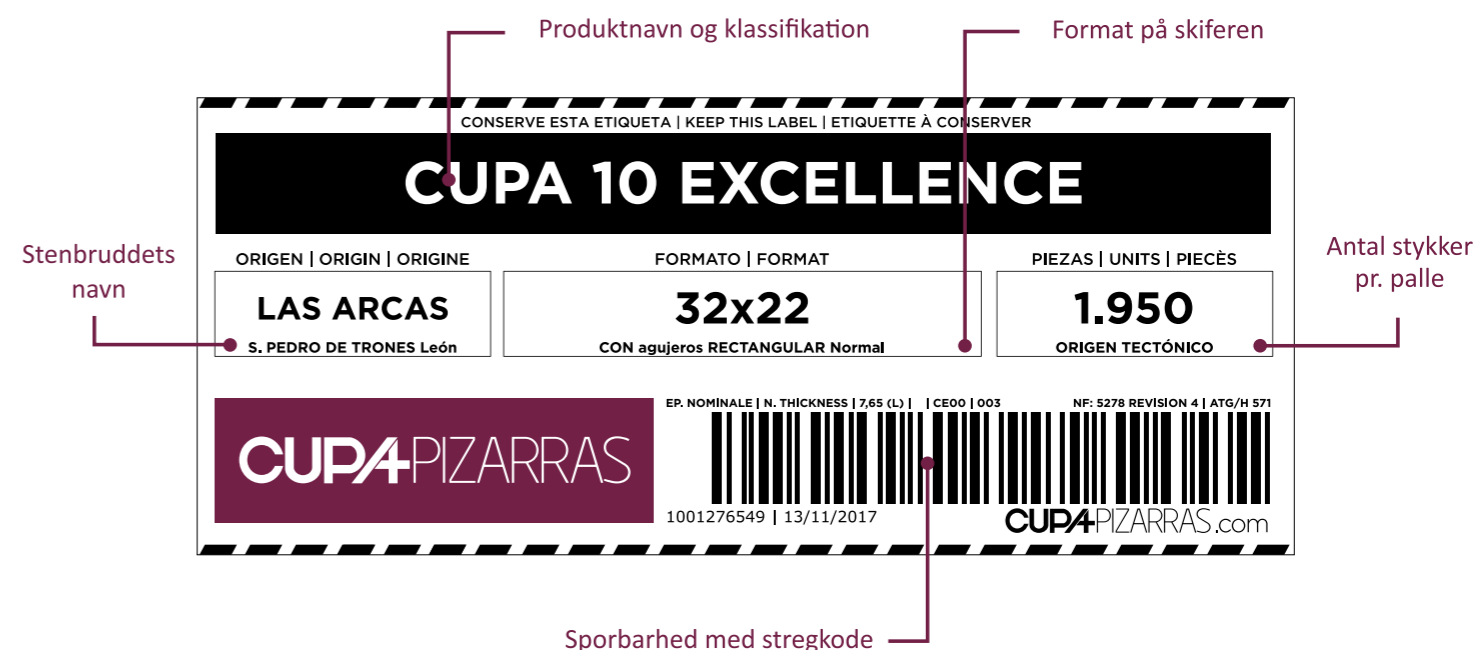 Produktnavn og klassifikation
Format på skiferen
CONSERVE ESTA ETIQUETA | KEEP THIS LABEL | ETIQUETTE À CONSERVER
CUPA 10 EXCELLENCE
Stenbruddets
navn
ORIGEN | ORIGIN | ORIGINE
LAS ARCAS
S. PEDRO DE TRONES León
FORMATO | FORMAT
32x22
CON agujeros RECTANGULAR Normal
PIEZAS | UNITS | PIECÈS
1.950
ORIGEN TECTÓNICO
Antal stykker
pr. palle
CUPA PIZARRAS
EP. NOMINALE | N. THICKNESS | 7,65 (L) | | CE00 | 003
NF: 5278 REVISION 4 | ATG/H 571
1001276549 | 13/11/2017
CUPA PIZARRAS.com
Sporbarhed med stregkode